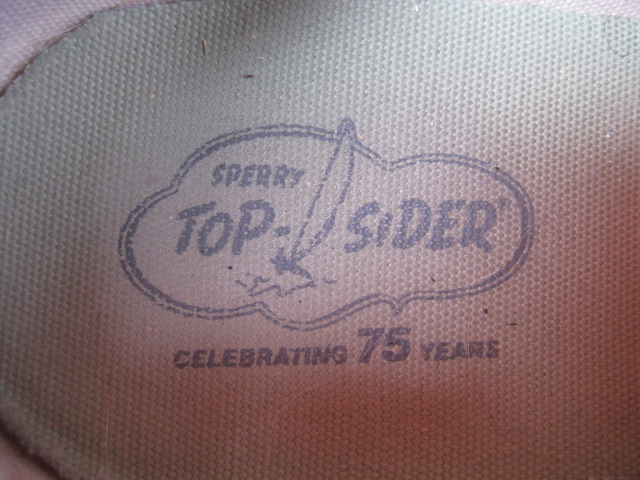 SPERRY
TOP-SIDER
CELEBRATING 75 YEARS